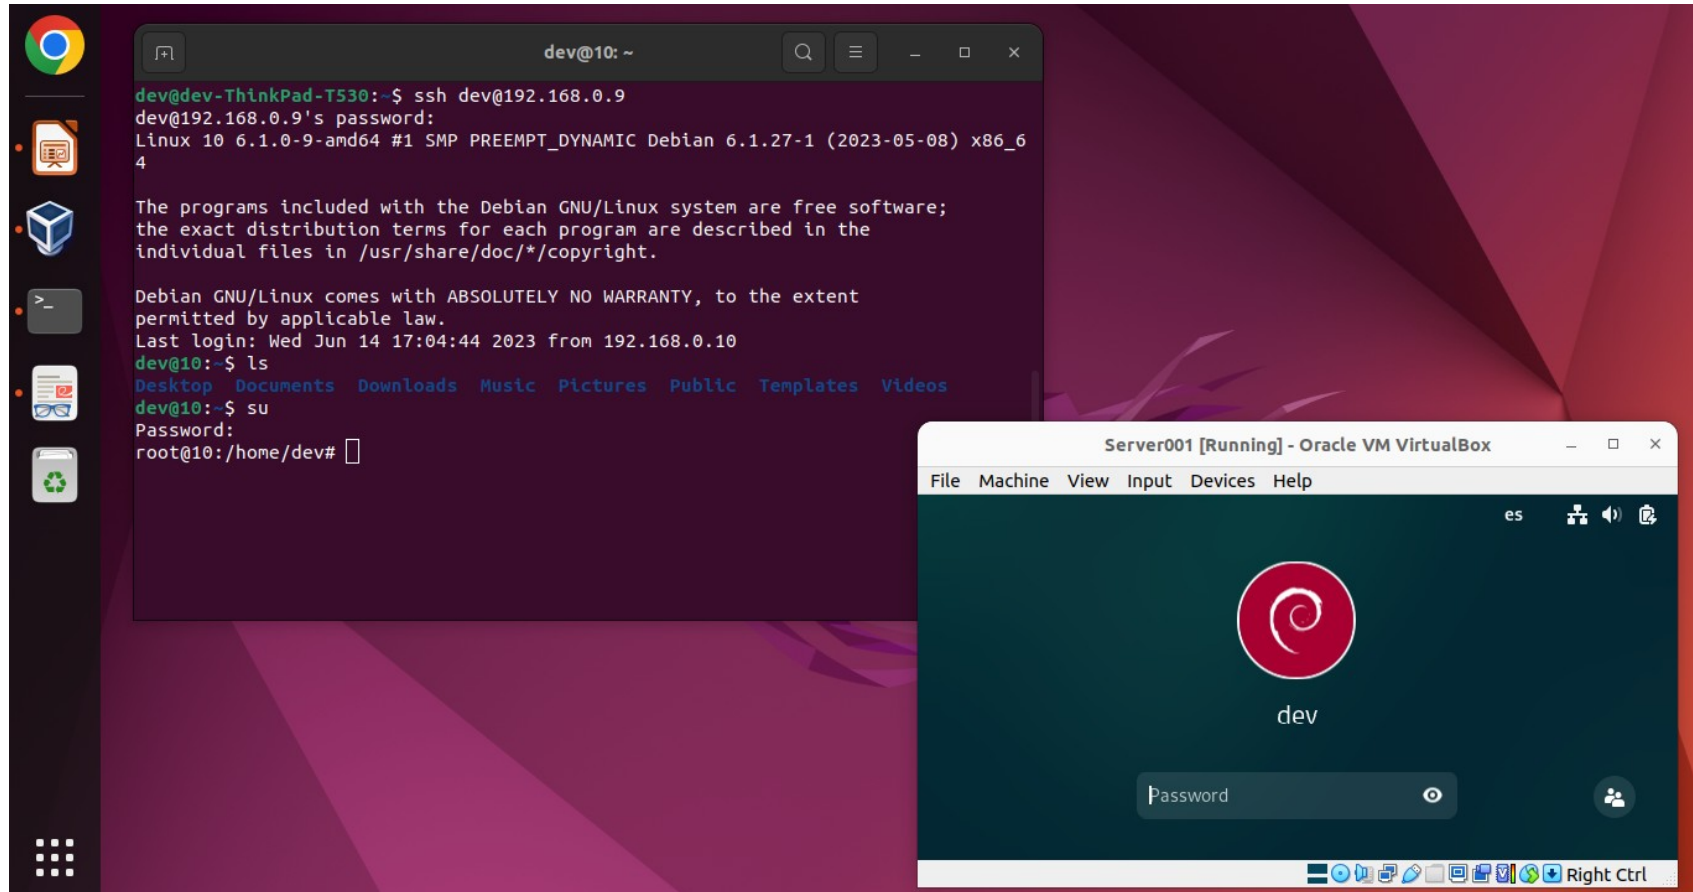 dev@10: ~
dev@dev-ThinkPad-T530:~$ ssh dev@192.168.0.9
dev@192.168.0.9's password:
Linux 10 6.1.0-9-amd64 #1 SMP PREEMPT_DYNAMIC Debian 6.1.27-1 (2023-05-08) x86_6
4
The programs included with the Debian GNU/Linux system are free software;
the exact distribution terms for each program are described in the
individual files in /usr/share/doc/*/copyright.
Debian GNU/Linux comes with ABSOLUTELY NO WARRANTY, to the extent
permitted by applicable law.
Last login: Wed Jun 14 17:04:44 2023 from 192.168.0.10
dev@10:~$ ls
Desktop Documents Downloads Music Pictures Public Templates Videos
dev@10:~$ su
Password:
root@10:/home/dev#
Server001 [Running] - Oracle VM VirtualBox
File Machine View Input Devices Help
es
dev
Password
Right Ctrl